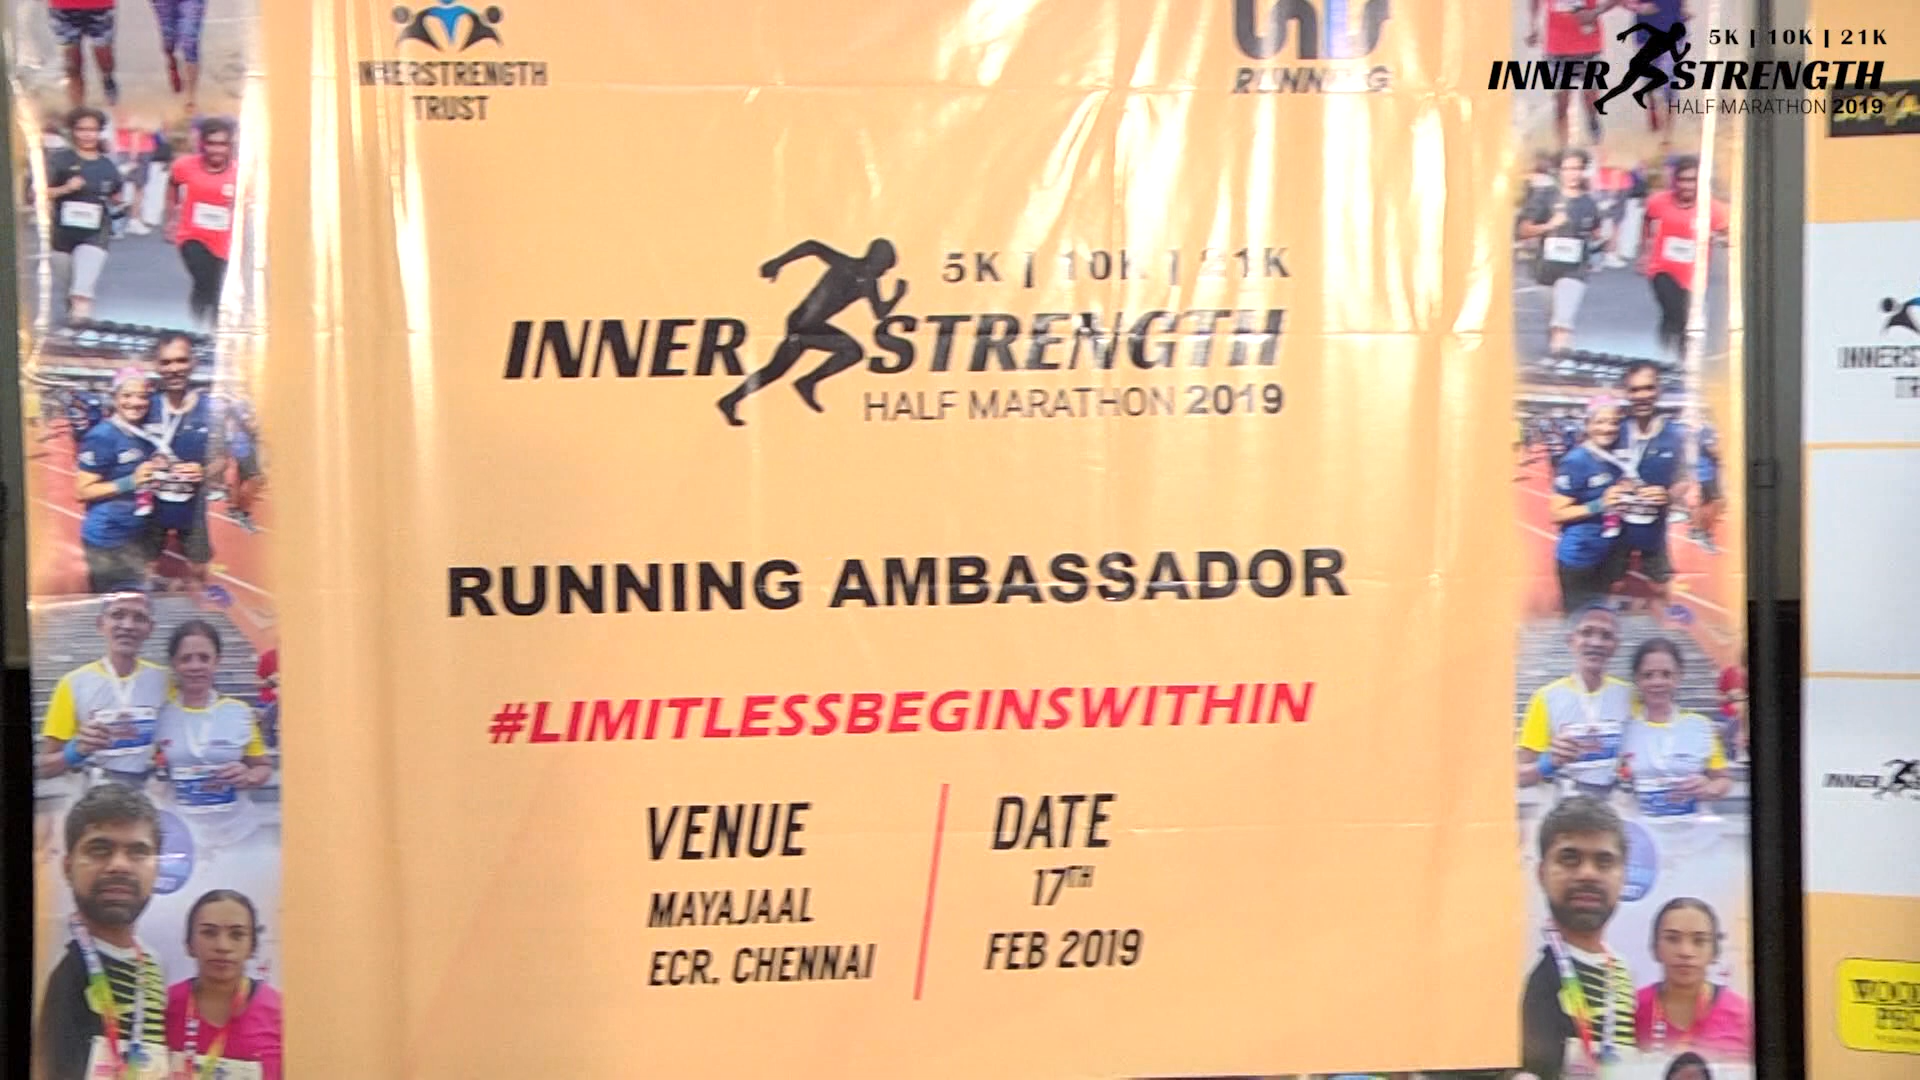 INNERSTRENGTH
TRUST
RUNNING
5K | 10K | 21K
INNER STRENGTH
HALF MARATHON 2019
5K | 10K | 21K
INNER STRENGTH
HALF MARATHON 2019
RUNNING AMBASSADOR
#LIMITLESSBEGINSWITHIN
VENUE
MAYAJAAL
ECR, CHENNAI
DATE
17TH
FEB 2019
INNER